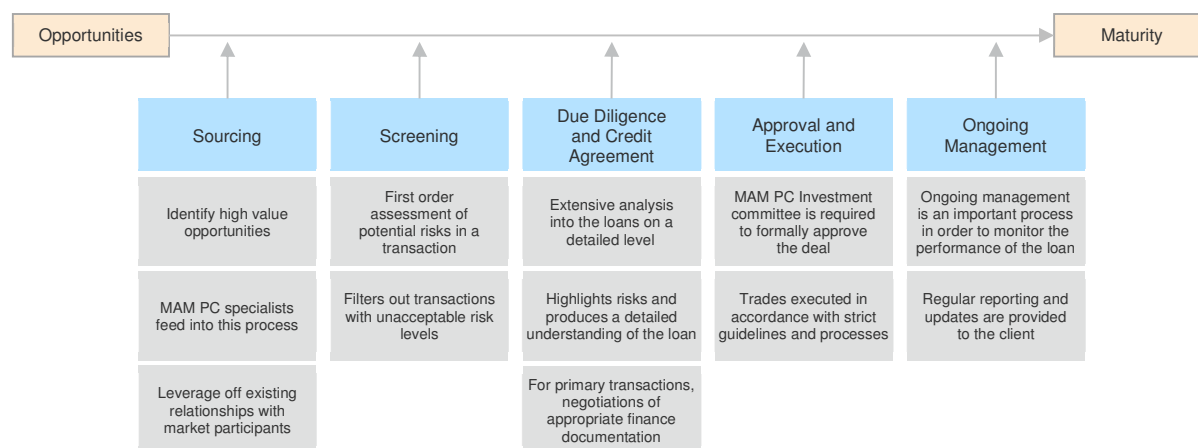 Opportunities
Maturity
Sourcing
Screening
Due Diligence
and Credit
Agreement
Approval and
Execution
Ongoing
Management
Identify high value
opportunities
First order
assessment of
potential risks in a
transaction
Extensive analysis
into the loans on a
detailed level
MAM PC Investment
committee is required
to formally approve
the deal
Ongoing management
is an important process
in order to monitor the
performance of the loan
MAM PC specialists
feed into this process
Filters out transactions
with unacceptable risk
levels
Highlights risks and
produces a detailed
understanding of the loan
Trades executed in
accordance with strict
guidelines and processes
Regular reporting and
updates are provided
to the client
Leverage off existing
relationships with
market participants
For primary transactions,
negotiations of
appropriate finance
documentation